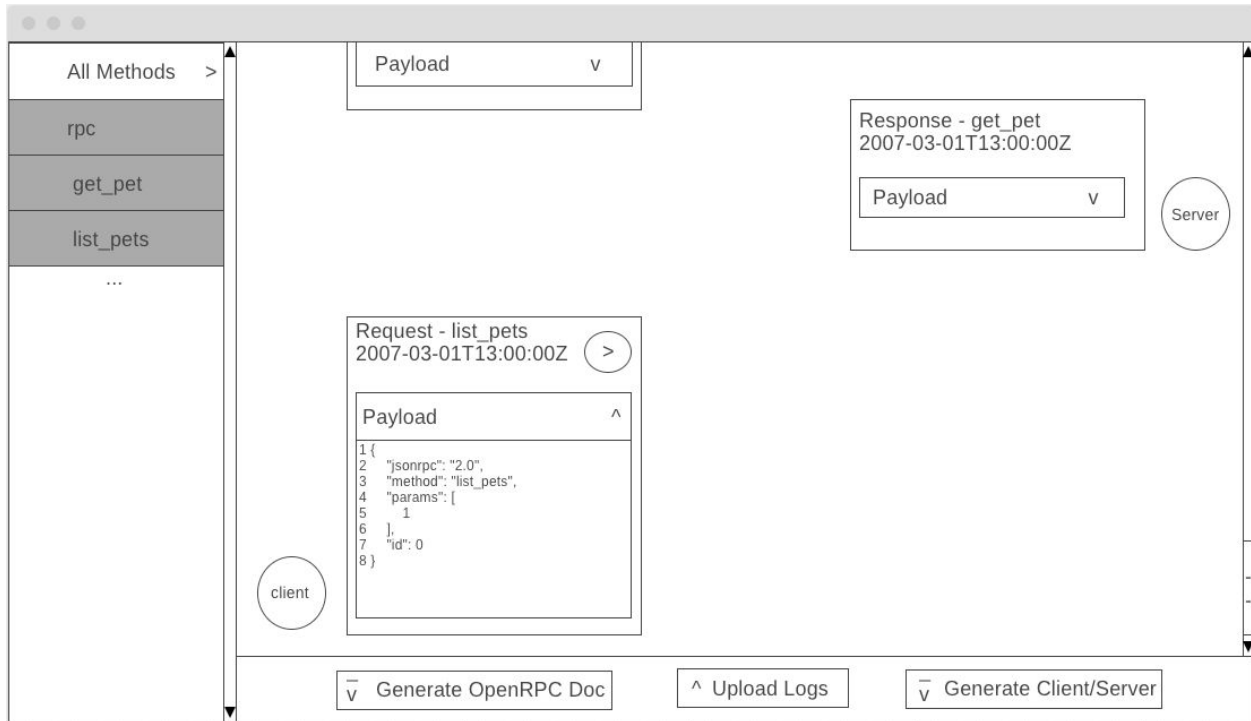 All Methods >
rpc
get_pet
list_pets
...
Payload v
Response - get_pet
2007-03-01T13:00:00Z
Payload v
Server
Request - list_pets
2007-03-01T13:00:00Z >
Payload ^
1 {
2 "jsonrpc": "2.0",
3 "method": "list_pets",
4 "params": [
5 1
6 ],
7 "id": 0
8 }
client
v Generate OpenRPC Doc
^ Upload Logs
v Generate Client/Server